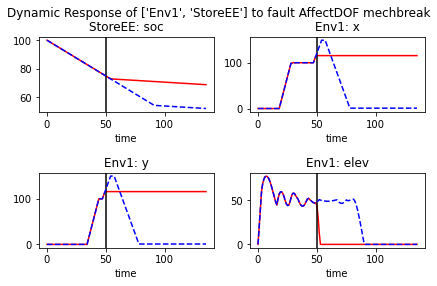 Dynamic Response of ['Env1', 'StoreEE'] to fault AffectDOF mechbreak
StoreEE: soc
Env1: x
100
80
60
0
50
100
time
100
0
0
50
100
time
Env1: y
Env1: elev
100
0
0
50
100
time
50
0
0
50
100
time